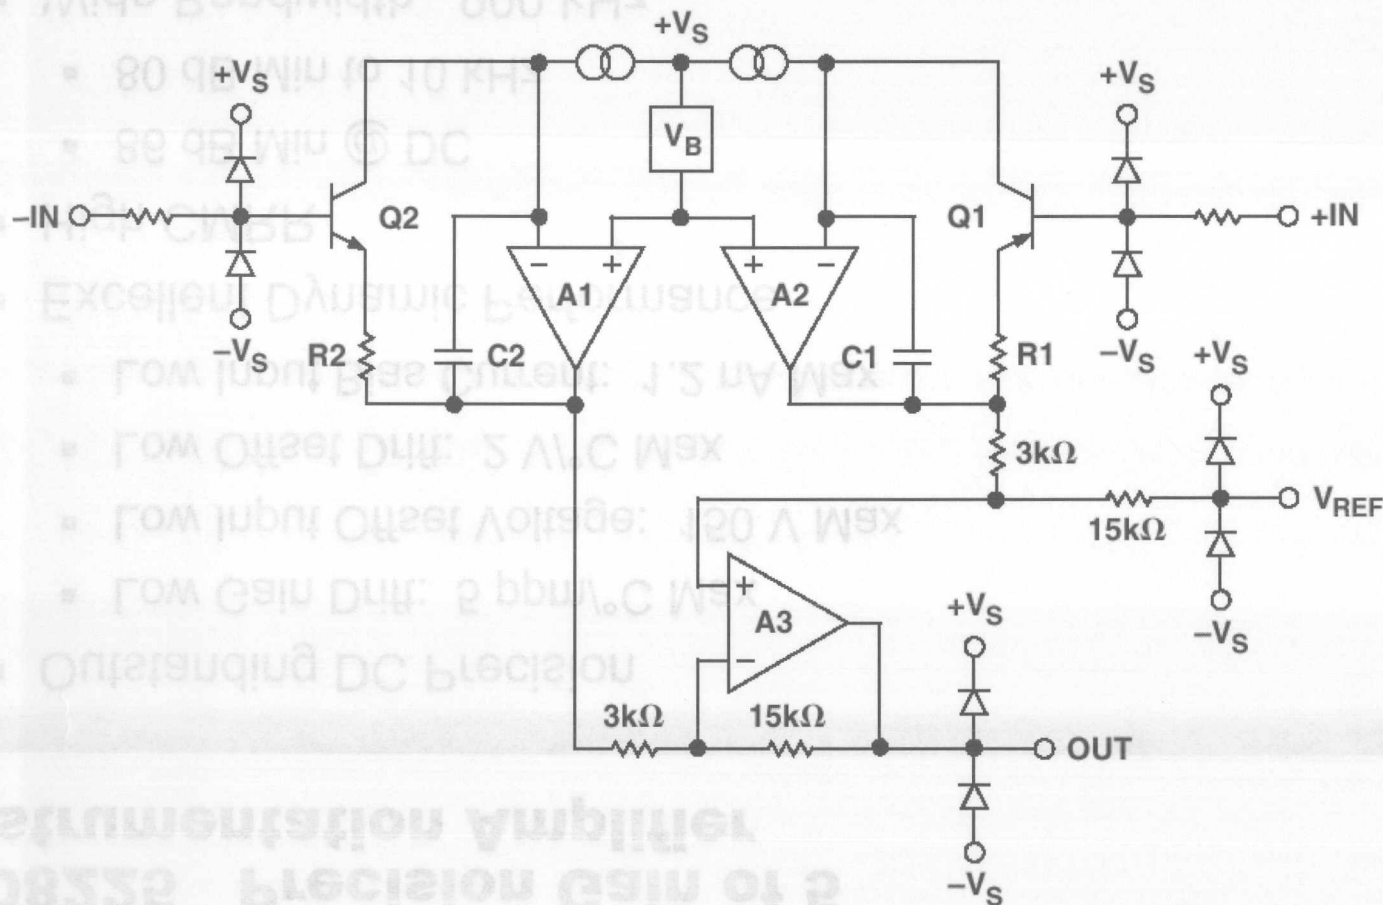 +VS
+VS
+VS
VB
–IN
Q2
Q1
+IN
– +
+ –
A1
A2
–VS
R2
C2
C1
R1
–VS
+VS
3kΩ
15kΩ
VREF
+
A3
–
+VS
–VS
3kΩ
15kΩ
OUT
–VS
8225 Precision Gain of 5
strumentation Amplifier
Outstanding DC Precision
Low Gain Drift: 5 ppm/°C Max
Low Input Offset Voltage: 150 V Max
Low Offset Drift: 2 V/°C Max
Low Input Bias Current: 1.2 nA Max
Excellent Dynamic Performance
High CMRR
86 dB Min @ DC
80 dB Min to 10 kHz
Wide Bandwidth 900 kHz